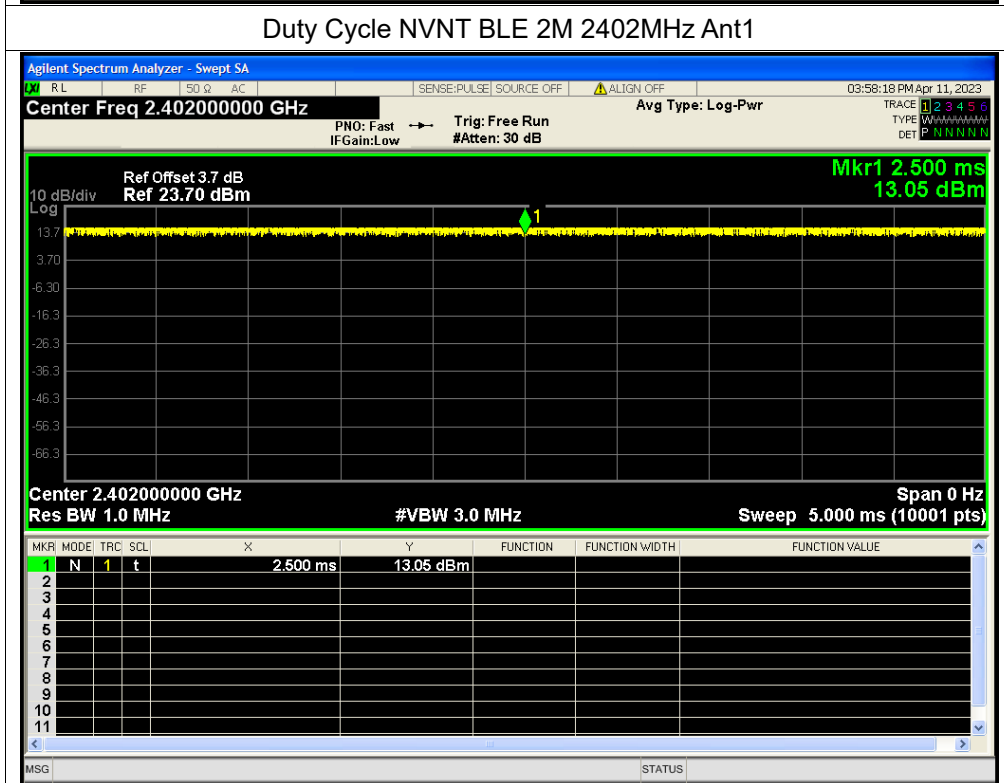 Duty Cycle NVNT BLE 2M 2402MHz Ant1
Agilent Spectrum Analyzer - Swept SA
LXI RL RF 50 Ω AC SENSE:PULSE SOURCE OFF ALIGN OFF 03:58:18 PM Apr 11, 2023
Center Freq 2.402000000 GHz Avg Type: Log-Pwr TRACE 1 2 3 4 5 6
PNO: Fast Trig: Free Run TYPE WWWWWW
IFGain:Low #Atten: 30 dB DET P N N N N N
Mkr1 2.500 ms
13.05 dBm
Ref Offset 3.7 dB
10 dB/div Ref 23.70 dBm
Log
1
13.7
3.70
-6.30
-16.3
-26.3
-36.3
-46.3
-56.3
-66.3
Center 2.402000000 GHz Span 0 Hz
Res BW 1.0 MHz #VBW 3.0 MHz Sweep 5.000 ms (10001 pts)
MKR MODE TRC SCL X Y FUNCTION FUNCTION WIDTH FUNCTION VALUE
1 N 1 t 2.500 ms 13.05 dBm
2
3
4
5
6
7
8
9
10
11
MSG STATUS